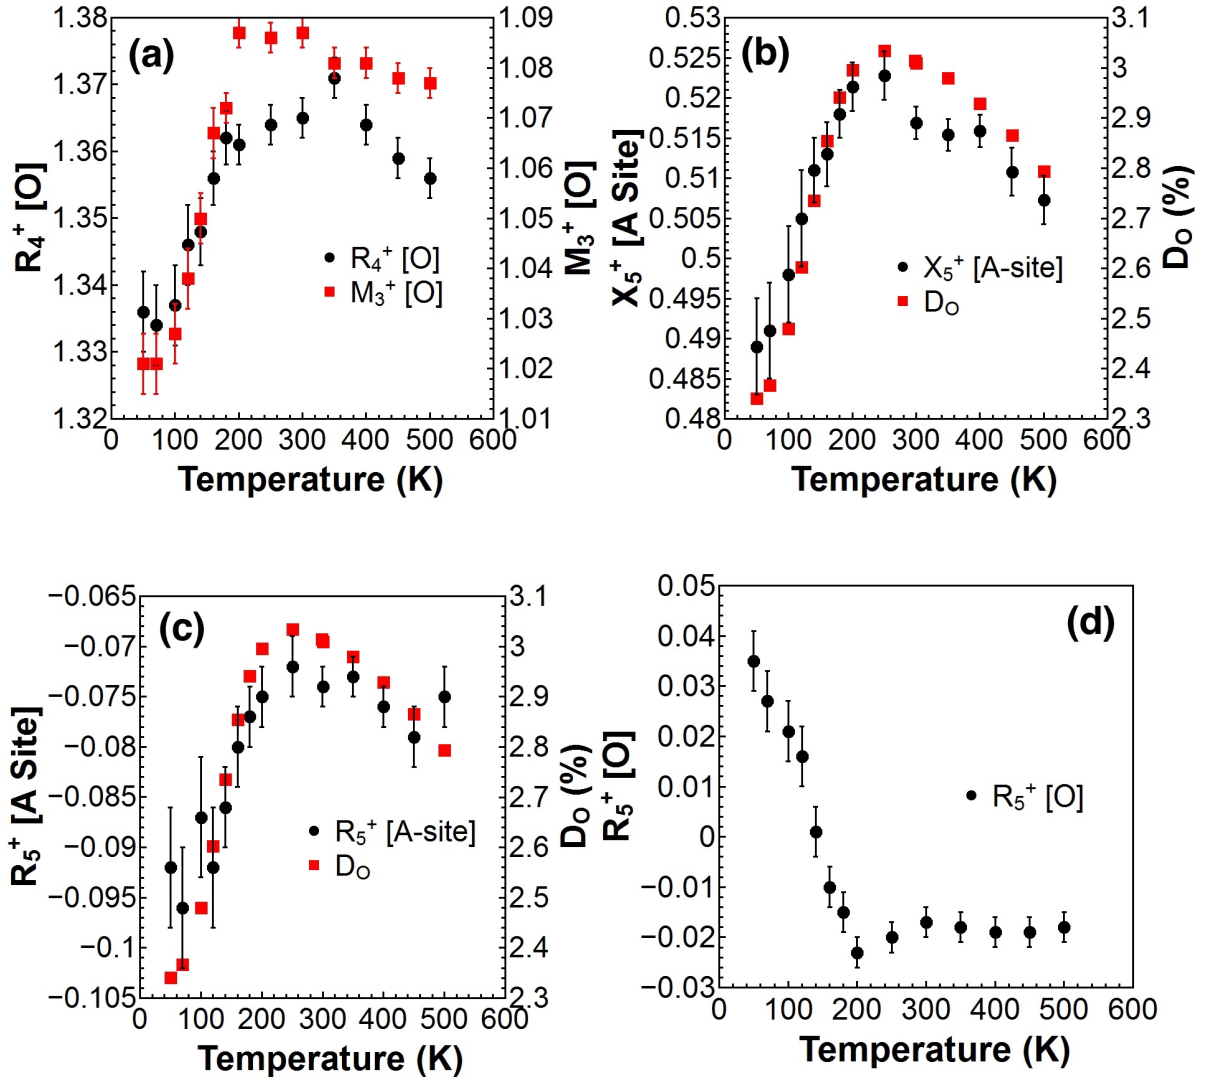 (a)
1.38
1.37
1.36
1.35
1.34
1.33
1.32
R₄⁺ [O]
1.09
1.08
1.07
1.06
1.05
1.04
1.03
1.02
1.01
M₃⁺ [O]
R₄⁺ [O]
M₃⁺ [O]
0 100 200 300 400 500 600
Temperature (K)
(b)
0.53
0.525
0.52
0.515
0.51
0.505
0.5
0.495
0.49
0.485
0.48
X₅⁺ [A Site]
3.1
3
2.9
2.8
2.7
2.6
2.5
2.4
2.3
D_O (%)
X₅⁺ [A-site]
D_O
0 100 200 300 400 500 600
Temperature (K)
(c)
−0.065
−0.07
−0.075
−0.08
−0.085
−0.09
−0.095
−0.1
−0.105
R₅⁺ [A Site]
3.1
3
2.9
2.8
2.7
2.6
2.5
2.4
2.3
D_O (%)
R₅⁺ [A-site]
D_O
0 100 200 300 400 500 600
Temperature (K)
(d)
0.05
0.04
0.03
0.02
0.01
0
−0.01
−0.02
−0.03
R₅⁺ [O]
R₅⁺ [O]
0 100 200 300 400 500 600
Temperature (K)